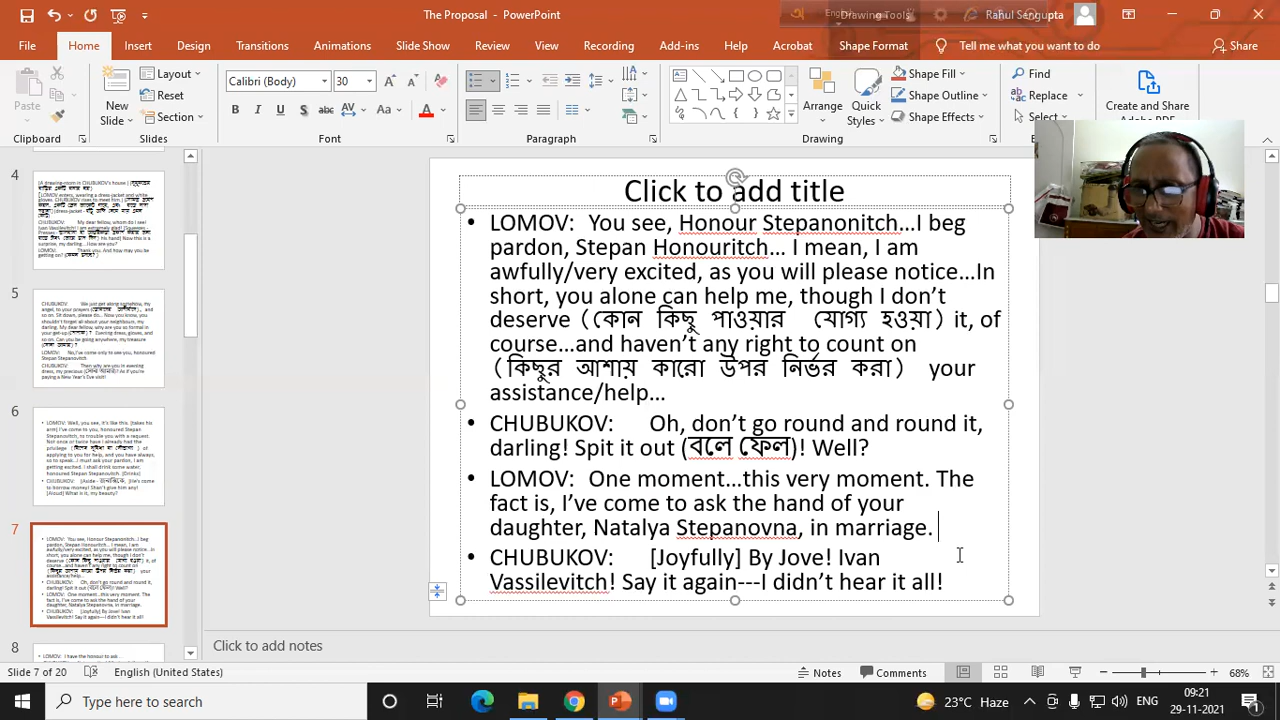 The Proposal - PowerPoint
English
Drawing Tools
Rahul Sengupta
File Home Insert Design Transitions Animations Slide Show Review View Recording Add-ins Help Acrobat Shape Format Tell me what you want to do Share
Paste
New
Slide
Layout
Reset
Section
Calibri (Body) 30
Arrange
Quick
Styles
Shape Fill
Shape Outline
Shape Effects
Find
Replace
Select
Create and Share
Adobe PDF
Clipboard Slides Font Paragraph Drawing
4
5
6
7
8
Click to add title
• LOMOV: You see, Honour Stepanonitch...I beg
pardon, Stepan Honouritch... I mean, I am
awfully/very excited, as you will please notice...In
short, you alone can help me, though I don't
deserve (কোন কিছু পাওয়ার যোগ্য হওয়া) it, of
course...and haven't any right to count on
(কিছুর আশায় কারো উপর নির্ভর করা) your
assistance/help...
• CHUBUKOV: Oh, don't go round and round it,
darling! Spit it out (বলে ফেল)! Well?
• LOMOV: One moment...this very moment. The
fact is, I've come to ask the hand of your
daughter, Natalya Stepanovna, in marriage.
• CHUBUKOV: [Joyfully] By Jove! Ivan
Vassilevitch! Say it again---I didn't hear it all!
Click to add notes
Slide 7 of 20 English (United States) Notes Comments 68%
Type here to search
23°C Haze
ENG
09:21
29-11-2021